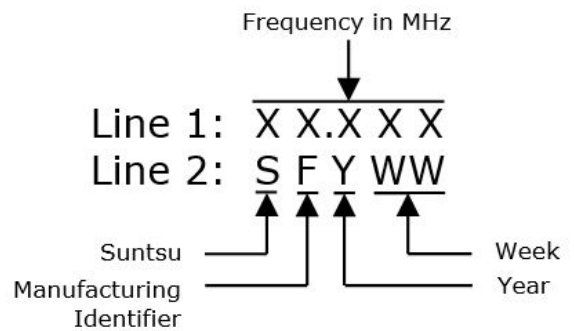 Frequency in MHz
Line 1: X X.X X X
Line 2: S F Y WW
Suntsu
Week
Manufacturing
Identifier
Year